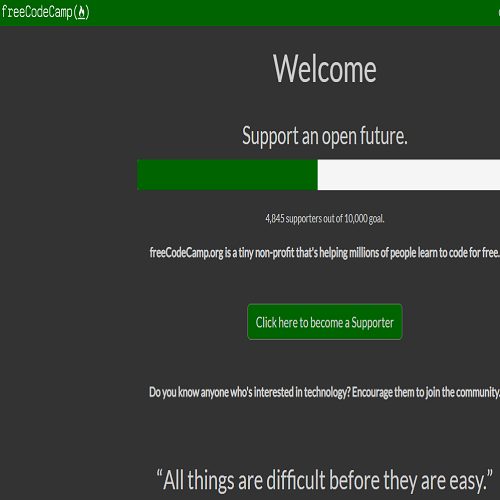 freeCodeCamp(🔥)
Welcome
Support an open future.
4,845 supporters out of 10,000 goal.
freeCodeCamp.org is a tiny non-profit that's helping millions of people learn to code for free.
Click here to become a Supporter
Do you know anyone who's interested in technology? Encourage them to join the community.
“All things are difficult before they are easy.”